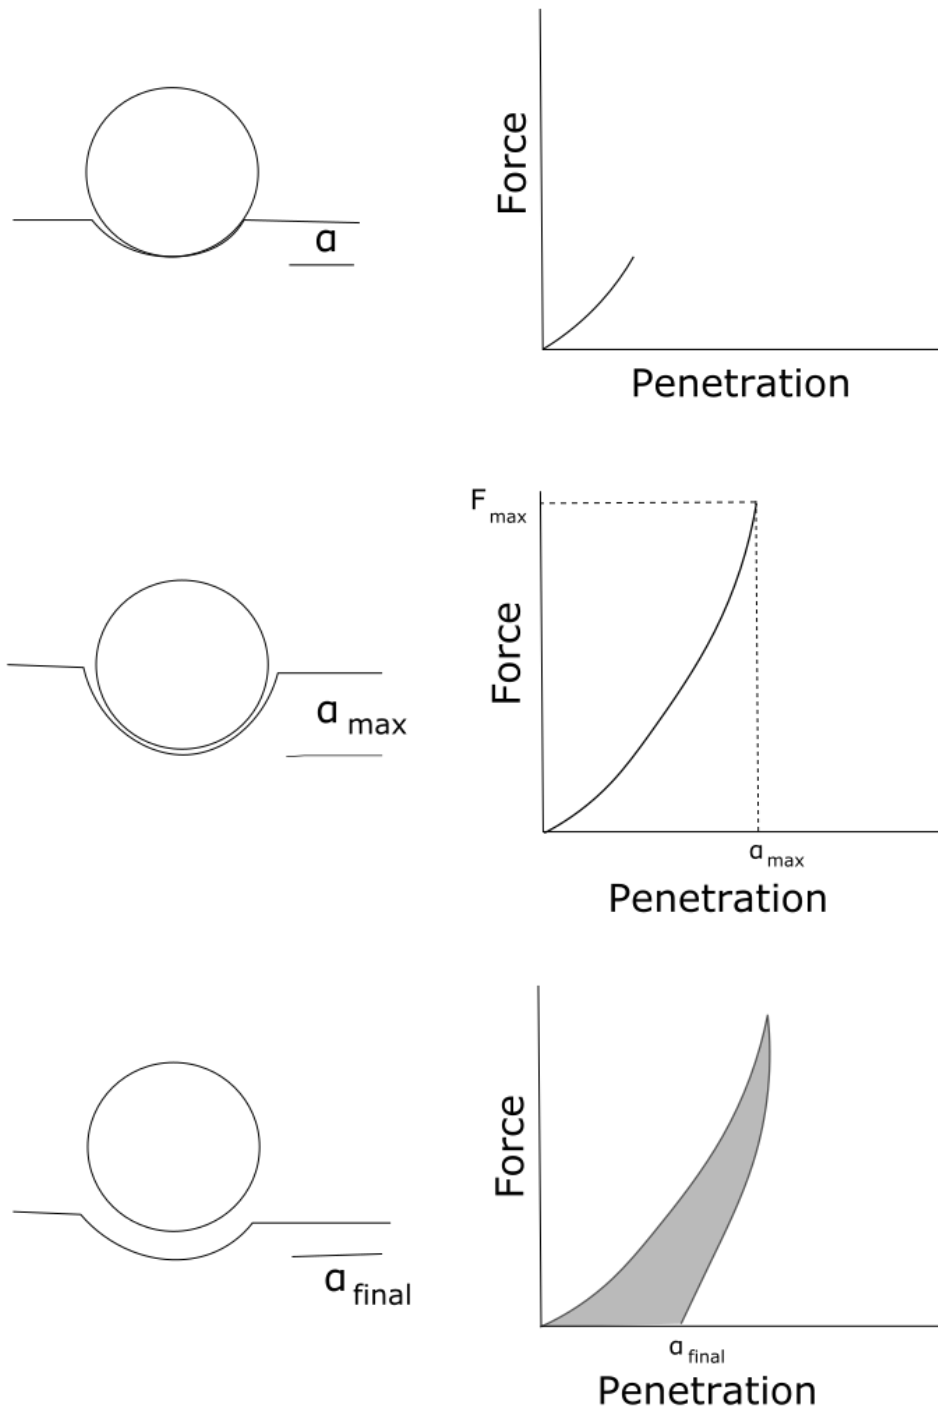 Force
a
Penetration
F max
Force
a max
a max
Penetration
Force
a final
a final
Penetration